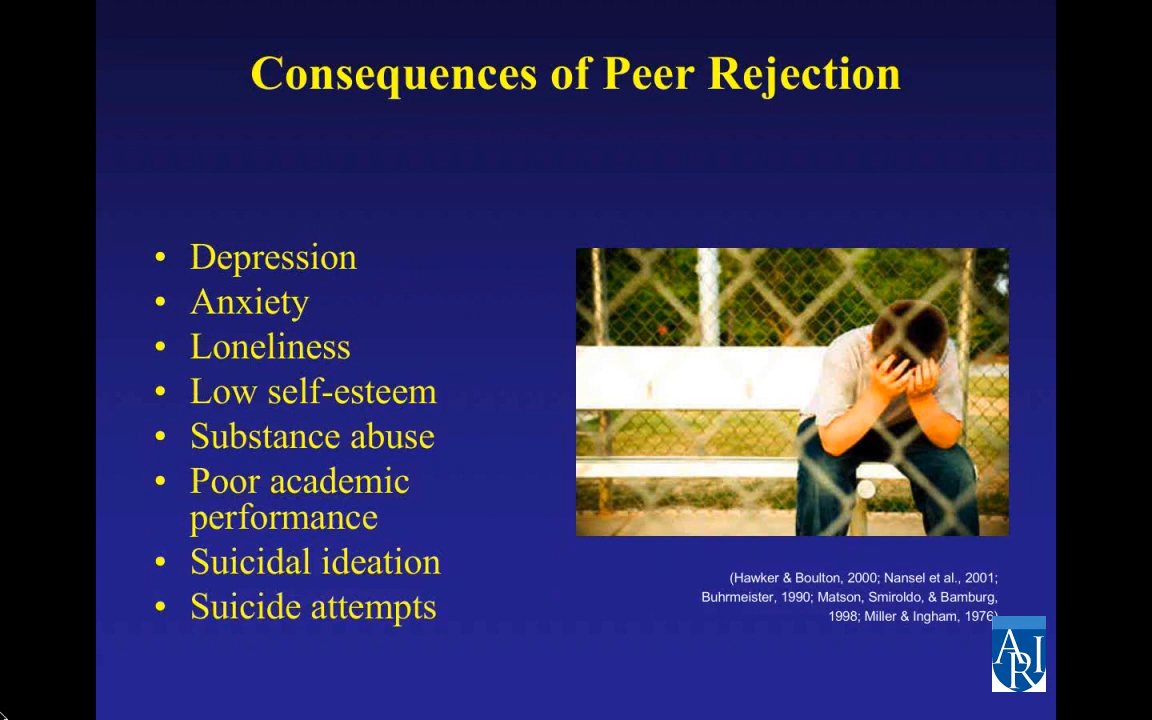 Consequences of Peer Rejection
• Depression
• Anxiety
• Loneliness
• Low self-esteem
• Substance abuse
• Poor academic
performance
• Suicidal ideation
• Suicide attempts
(Hawker & Boulton, 2000; Nansel et al., 2001;
Buhrmeister, 1990; Matson, Smiroldo, & Bamburg,
1998; Miller & Ingham, 1976)
ARI